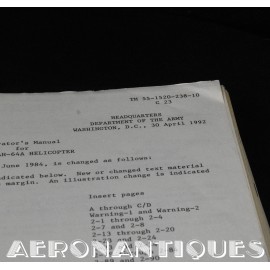 TM 55-1520-238-10
C 23
HEADQUARTERS
DEPARTMENT OF THE ARMY
WASHINGTON, D.C., 30 April 1992
ator's Manual
for
AH-64A HELICOPTER
June 1984, is changed as follows:
dicated below. New or changed text material
margin. An illustration change is indicated
Insert pages
A through C/D
Warning-1 and Warning-2
2-1 through 2-4
2-7 and 2-8
2-13 through 2-20
AERONANTIQUES